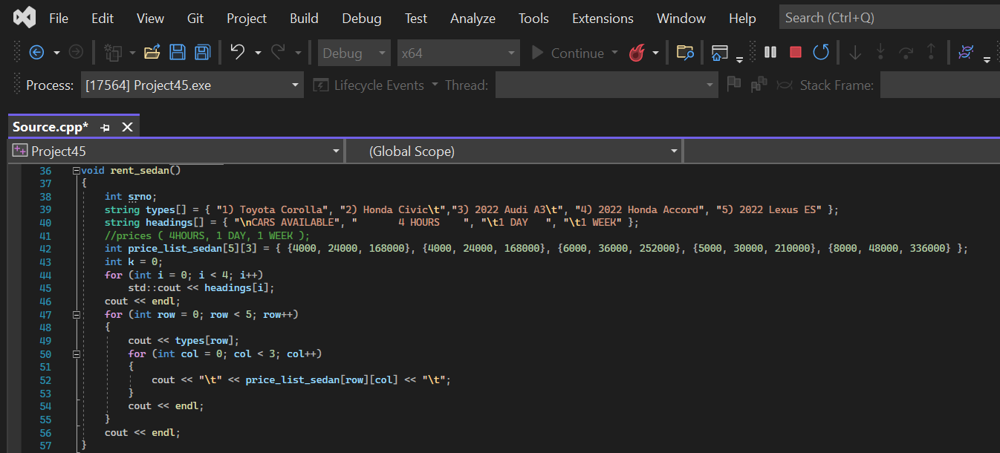 File Edit View Git Project Build Debug Test Analyze Tools Extensions Window Help Search (Ctrl+Q)
Debug x64 Continue
Process: [17564] Project45.exe Lifecycle Events Thread: Stack Frame:
Source.cpp*
Project45 (Global Scope)
36 void rent_sedan()
37 {
38 int srno;
39 string types[] = { "1) Toyota Corolla", "2) Honda Civic\t","3) 2022 Audi A3\t", "4) 2022 Honda Accord", "5) 2022 Lexus ES" };
40 string headings[] = { "\nCARS AVAILABLE", "       4 HOURS    ", "\t1 DAY   ", "\t1 WEEK" };
41 //prices ( 4HOURS, 1 DAY, 1 WEEK );
42 int price_list_sedan[5][3] = { {4000, 24000, 168000}, {4000, 24000, 168000}, {6000, 36000, 252000}, {5000, 30000, 210000}, {8000, 48000, 336000} };
43 int k = 0;
44 for (int i = 0; i < 4; i++)
45 std::cout << headings[i];
46 cout << endl;
47 for (int row = 0; row < 5; row++)
48 {
49 cout << types[row];
50 for (int col = 0; col < 3; col++)
51 {
52 cout << "\t" << price_list_sedan[row][col] << "\t";
53 }
54 cout << endl;
55 }
56 cout << endl;
57 }